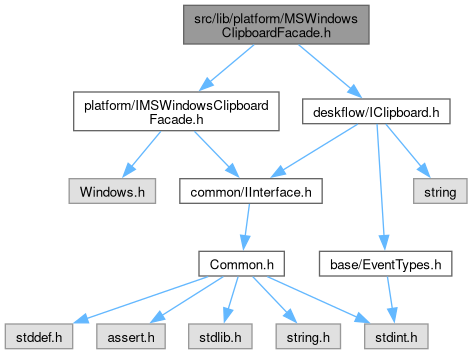 src/lib/platform/MSWindows
ClipboardFacade.h
platform/IMSWindowsClipboard
Facade.h
deskflow/IClipboard.h
Windows.h
common/IInterface.h
string
Common.h
base/EventTypes.h
stddef.h
assert.h
stdlib.h
string.h
stdint.h